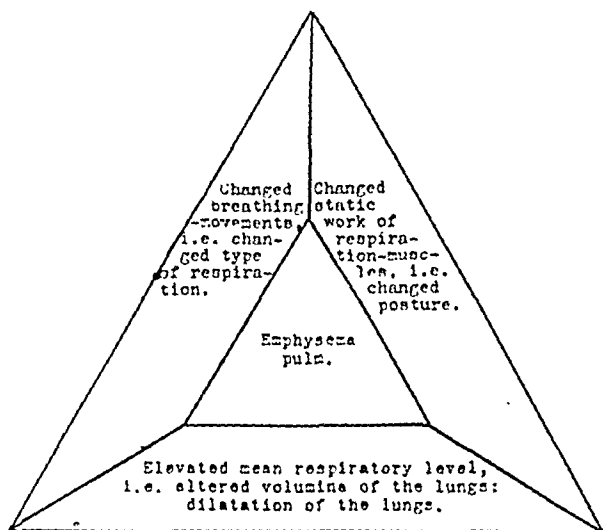 Changed
breathing
-movements,
i.e. chan-
ged type
of respira-
tion.
Changed
static
work of
respira-
tion-musc-
les, i.e.
changed
posture.
Emphysema
pulm.
Elevated mean respiratory level,
i.e. altered volumina of the lungs:
dilatation of the lungs.